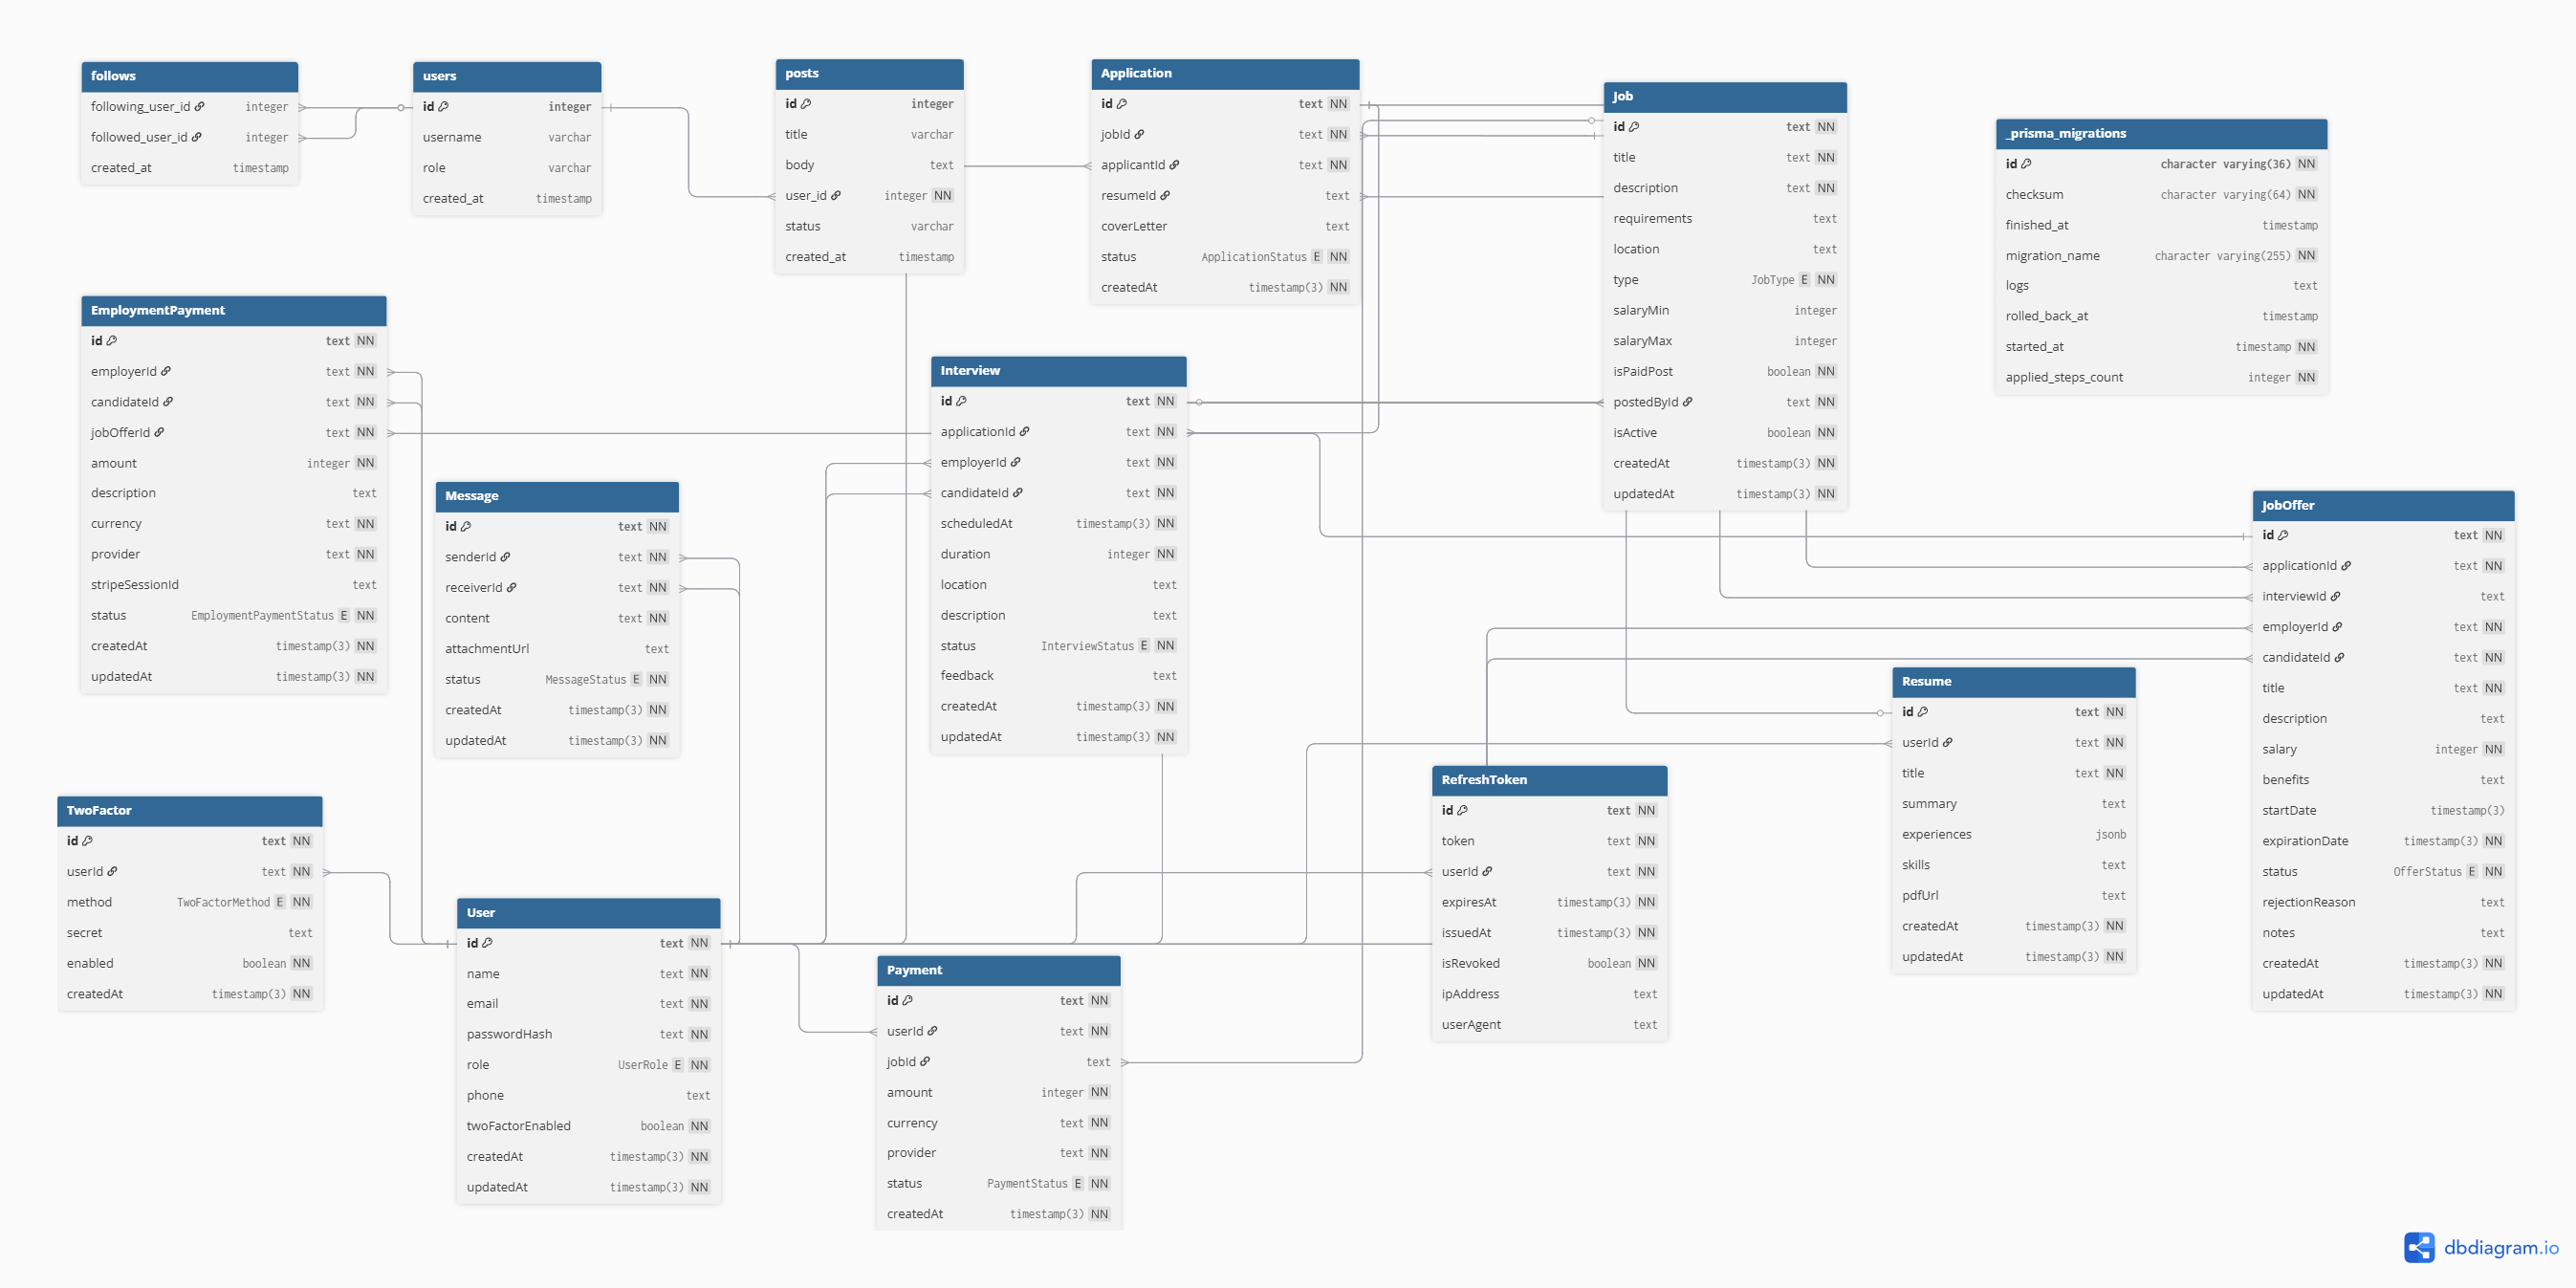 follows
following_user_id integer
followed_user_id integer
created_at timestamp
users
id integer
username varchar
role varchar
created_at timestamp
posts
id integer
title varchar
body text
user_id integer NN
status varchar
created_at timestamp
Application
id text NN
jobId text NN
applicantId text NN
resumeId text
coverLetter text
status ApplicationStatus E NN
createdAt timestamp(3) NN
Job
id text NN
title text NN
description text NN
requirements text
location text
type JobType E NN
salaryMin integer
salaryMax integer
isPaidPost boolean NN
postedById text NN
isActive boolean NN
createdAt timestamp(3) NN
updatedAt timestamp(3) NN
_prisma_migrations
id character varying(36) NN
checksum character varying(64) NN
finished_at timestamp
migration_name character varying(255) NN
logs text
rolled_back_at timestamp
started_at timestamp NN
applied_steps_count integer NN
EmploymentPayment
id text NN
employerId text NN
candidateId text NN
jobOfferId text NN
amount integer NN
description text
currency text NN
provider text NN
stripeSessionId text
status EmploymentPaymentStatus E NN
createdAt timestamp(3) NN
updatedAt timestamp(3) NN
Message
id text NN
senderId text NN
receiverId text NN
content text NN
attachmentUrl text
status MessageStatus E NN
createdAt timestamp(3) NN
updatedAt timestamp(3) NN
Interview
id text NN
applicationId text NN
employerId text NN
candidateId text NN
scheduledAt timestamp(3) NN
duration integer NN
location text
description text
status InterviewStatus E NN
feedback text
createdAt timestamp(3) NN
updatedAt timestamp(3) NN
JobOffer
id text NN
applicationId text NN
interviewId text
employerId text NN
candidateId text NN
title text NN
description text
salary integer NN
benefits text
startDate timestamp(3)
expirationDate timestamp(3) NN
status OfferStatus E NN
rejectionReason text
notes text
createdAt timestamp(3) NN
updatedAt timestamp(3) NN
Resume
id text NN
userId text NN
title text NN
summary text
experiences jsonb
skills text
pdfUrl text
createdAt timestamp(3) NN
updatedAt timestamp(3) NN
RefreshToken
id text NN
token text NN
userId text NN
expiresAt timestamp(3) NN
issuedAt timestamp(3) NN
isRevoked boolean NN
ipAddress text
userAgent text
TwoFactor
id text NN
userId text NN
method TwoFactorMethod E NN
secret text
enabled boolean NN
createdAt timestamp(3) NN
User
id text NN
name text NN
email text NN
passwordHash text NN
role UserRole E NN
phone text
twoFactorEnabled boolean NN
createdAt timestamp(3) NN
updatedAt timestamp(3) NN
Payment
id text NN
userId text NN
jobId text
amount integer NN
currency text NN
provider text NN
status PaymentStatus E NN
createdAt timestamp(3) NN
dbdiagram.io